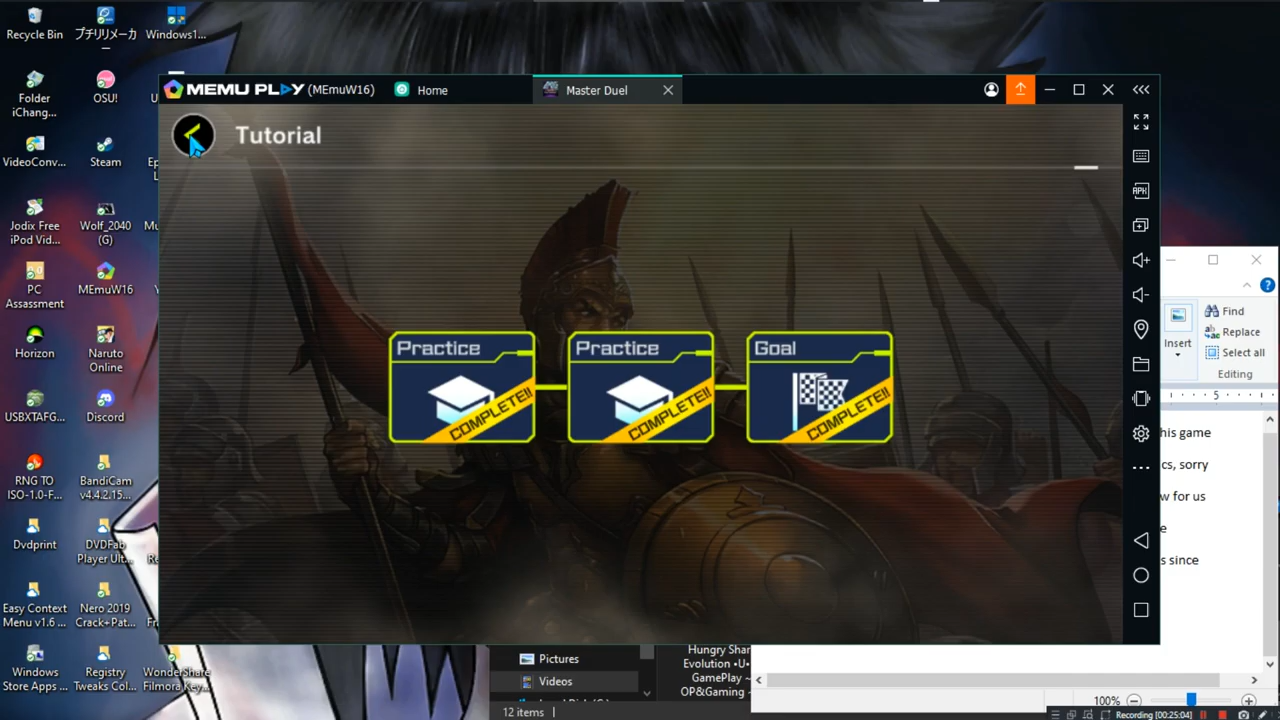 Recycle Bin
プチリリメーカ
ー
Windows1...
Folder
iChang...
OSU!
VideoConv...
Steam
Jodix Free
iPod Vid...
Wolf_2040
(G)
PC
Assassment
MEmuW16
Horizon
Naruto
Online
USBXTAFG...
Discord
RNG TO
ISO-1.0-F...
BandiCam
v4.4.2.15...
Dvdprint
DVDFab
Player Ult...
Easy Context
Menu v1.6 ...
Nero 2019
Crack+Pat...
Windows
Store Apps ...
Registry
Tweaks Col...
WonderShare
Filmora Key...
MEMU PLAY (MEmuW16)
Home
Master Duel
Tutorial
Practice
COMPLETE!!
Practice
COMPLETE!!
Goal
COMPLETE!!
APK
Insert
Find
Replace
Select all
Editing
5
his game
cs, sorry
w for us
e
s since
Pictures
Videos
12 items
Hungry Shar
Evolution •U•
GamePlay ~
OP&Gaming ~
100%
Recording [00:25:04]